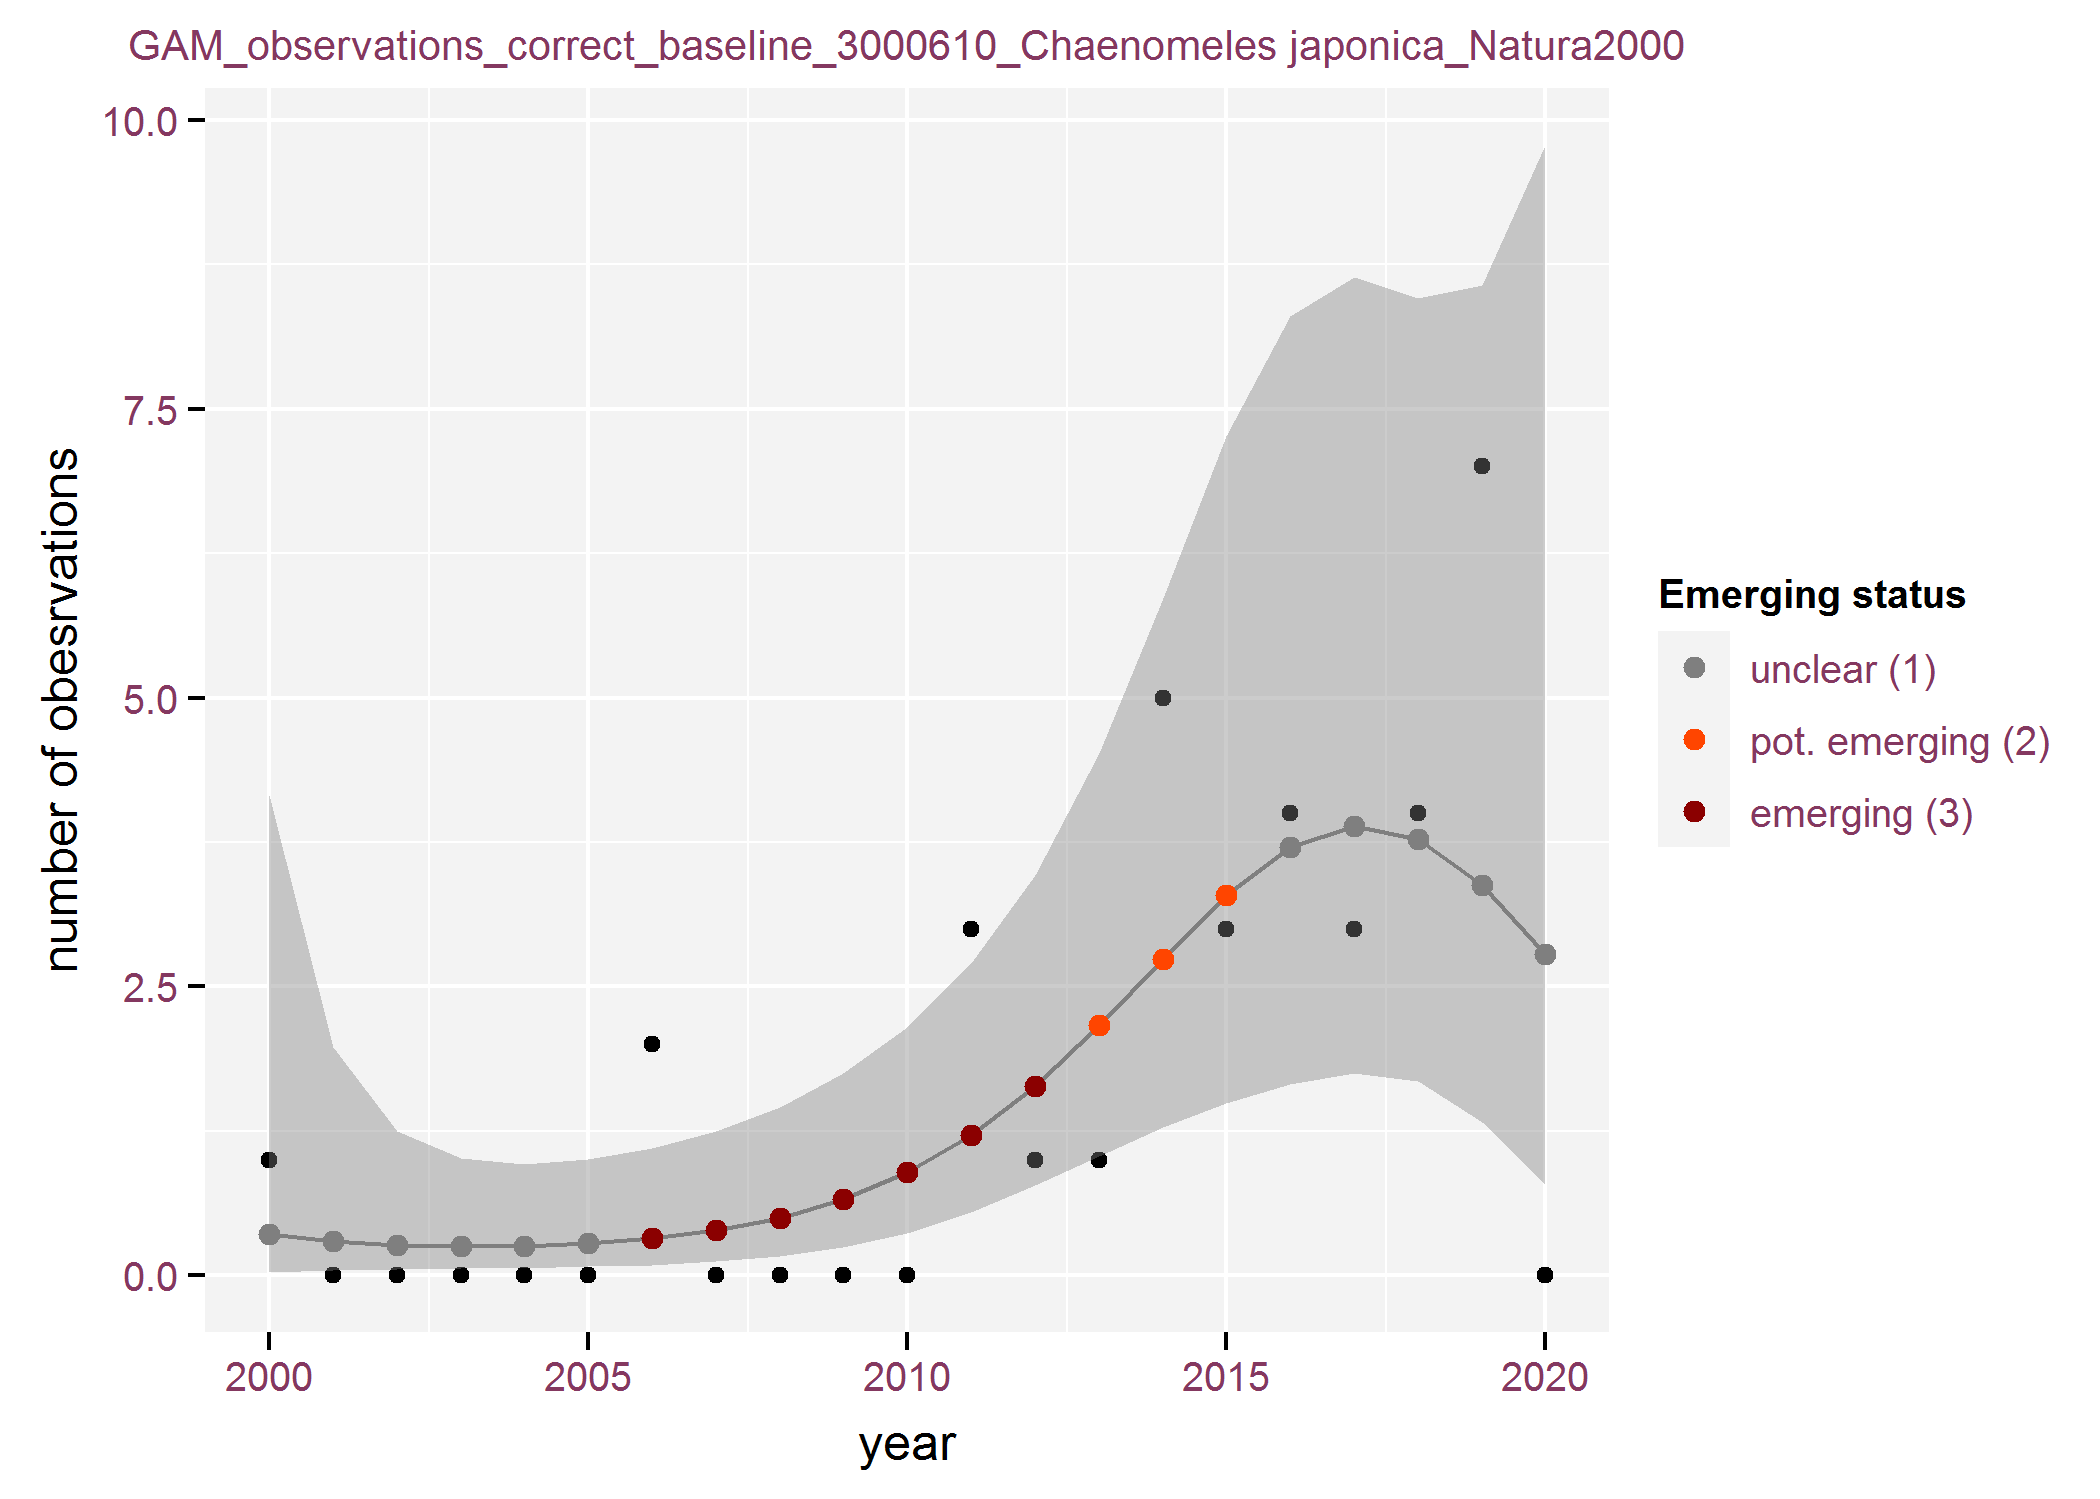 GAM_observations_correct_baseline_3000610_Chaenomeles japonica_Natura2000
10.0
7.5
5.0
2.5
0.0
number of obesrvations
2000
2005
2010
2015
2020
year
Emerging status
unclear (1)
pot. emerging (2)
emerging (3)